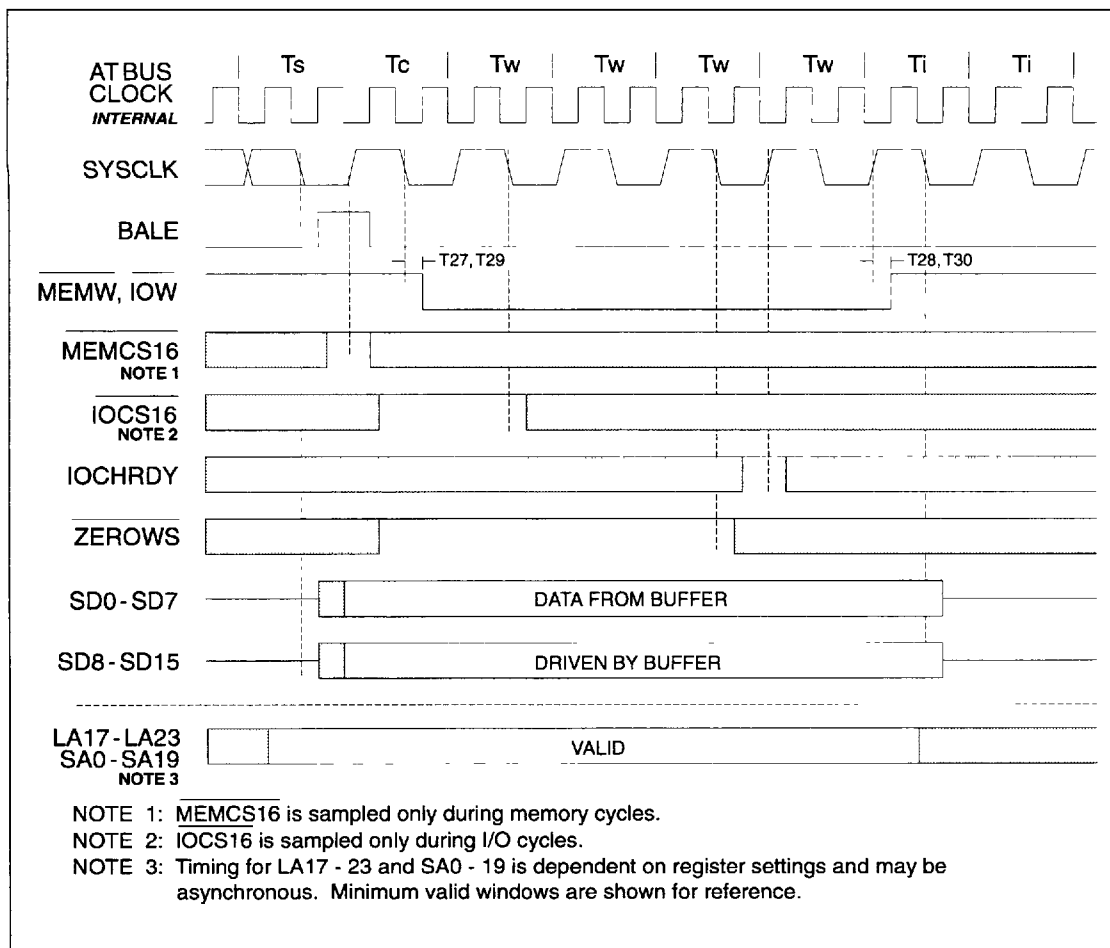 AT BUS
CLOCK
INTERNAL
Ts Tc Tw Tw Tw Tw Ti Ti
SYSCLK
BALE
T27, T29
T28, T30
MEMW, IOW
MEMCS16
NOTE 1
IOCS16
NOTE 2
IOCHRDY
ZEROWS
SD0 - SD7
DATA FROM BUFFER
SD8 - SD15
DRIVEN BY BUFFER
LA17 - LA23
SA0 - SA19
NOTE 3
VALID
NOTE 1: MEMCS16 is sampled only during memory cycles.
NOTE 2: IOCS16 is sampled only during I/O cycles.
NOTE 3: Timing for LA17 - 23 and SA0 - 19 is dependent on register settings and may be
asynchronous. Minimum valid windows are shown for reference.